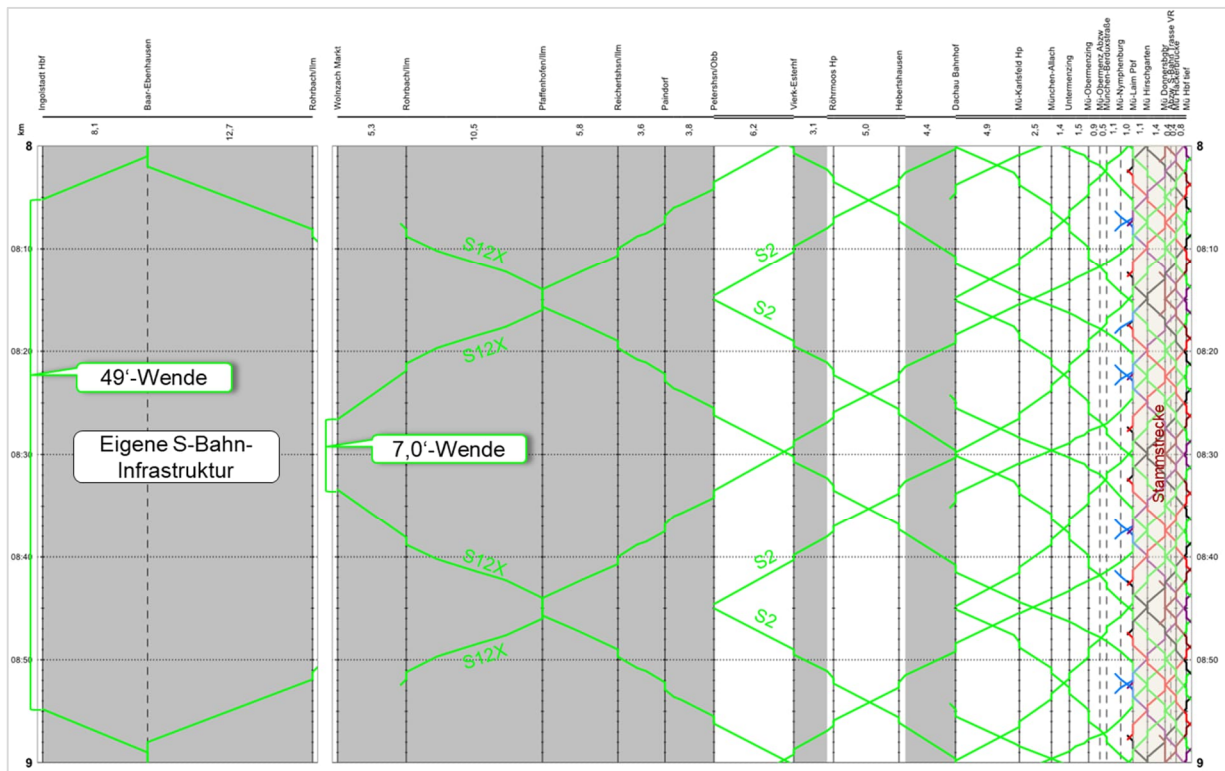 Ingolstadt Hbf
Baar-Ebenhausen
Rohrbach/Ilm
Wolnzach Markt
Rohrbach/Ilm
Pfaffenhofen/Ilm
Reichertshsn/Ilm
Paindorf
Petershsn/Obb
Vierk-Esterhf
Röhrmoos Hp
Hebertshausen
Dachau Bahnhof
Mü-Karlsfeld Hp
München-Allach
Untermenzing
Mü-Obermenzing
Mü-Obermenz Abzw
München-Berduxstraße
Mü-Nymphenburg
Mü-Laim Pbf
Mü Hirschgarten
Mü Donnersbgbr
Mü Hbf tief
km
8,1
12,7
5,3
10,5
5,8
3,6
3,8
6,2
3,1
5,0
4,4
4,9
2,5
1,4
1,5
0,9
0,5
1,1
1,0
1,1
1,4
0,4
0,4
0,8
8
8
08:10
08:10
S12X
S2
S2
S12X
08:20
08:20
49‘-Wende
Eigene S-Bahn-
Infrastruktur
7,0‘-Wende
Stammstrecke
08:30
08:30
08:40
08:40
S12X
S2
S2
S12X
08:50
08:50
9
9